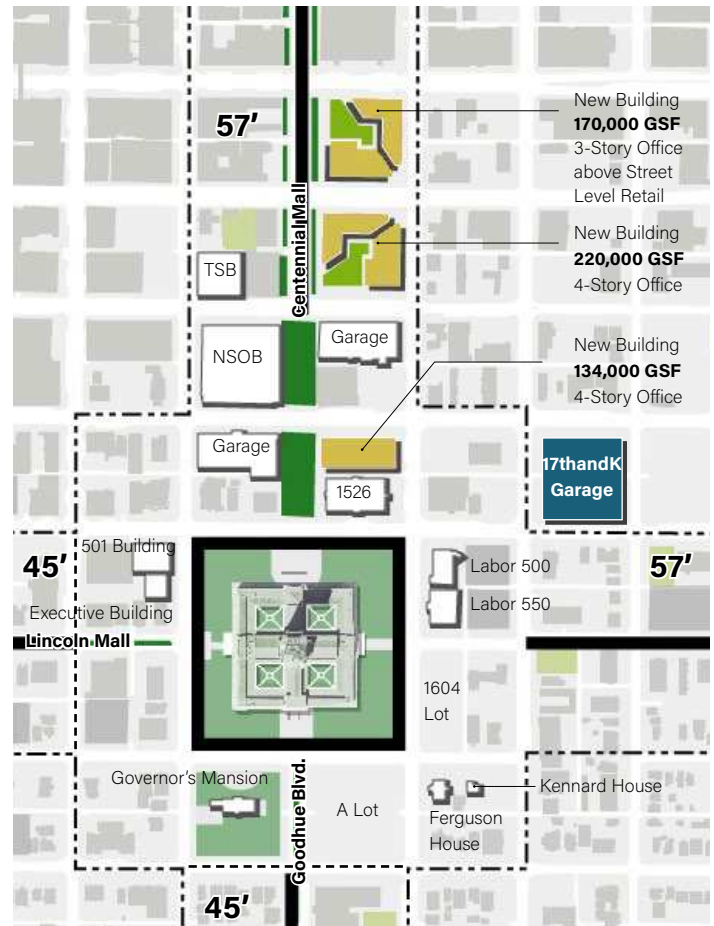 New Building
170,000 GSF
3-Story Office
above Street
Level Retail
57'
Centennial Mall
New Building
220,000 GSF
4-Story Office
TSB
NSOB
Garage
New Building
134,000 GSF
4-Story Office
Garage
1526
17thandK
Garage
501 Building
45'
Executive Building
Lincoln Mall
Labor 500
Labor 550
57'
1604
Lot
Governor's Mansion
Goodhue Blvd.
A Lot
Kennard House
Ferguson
House
45'